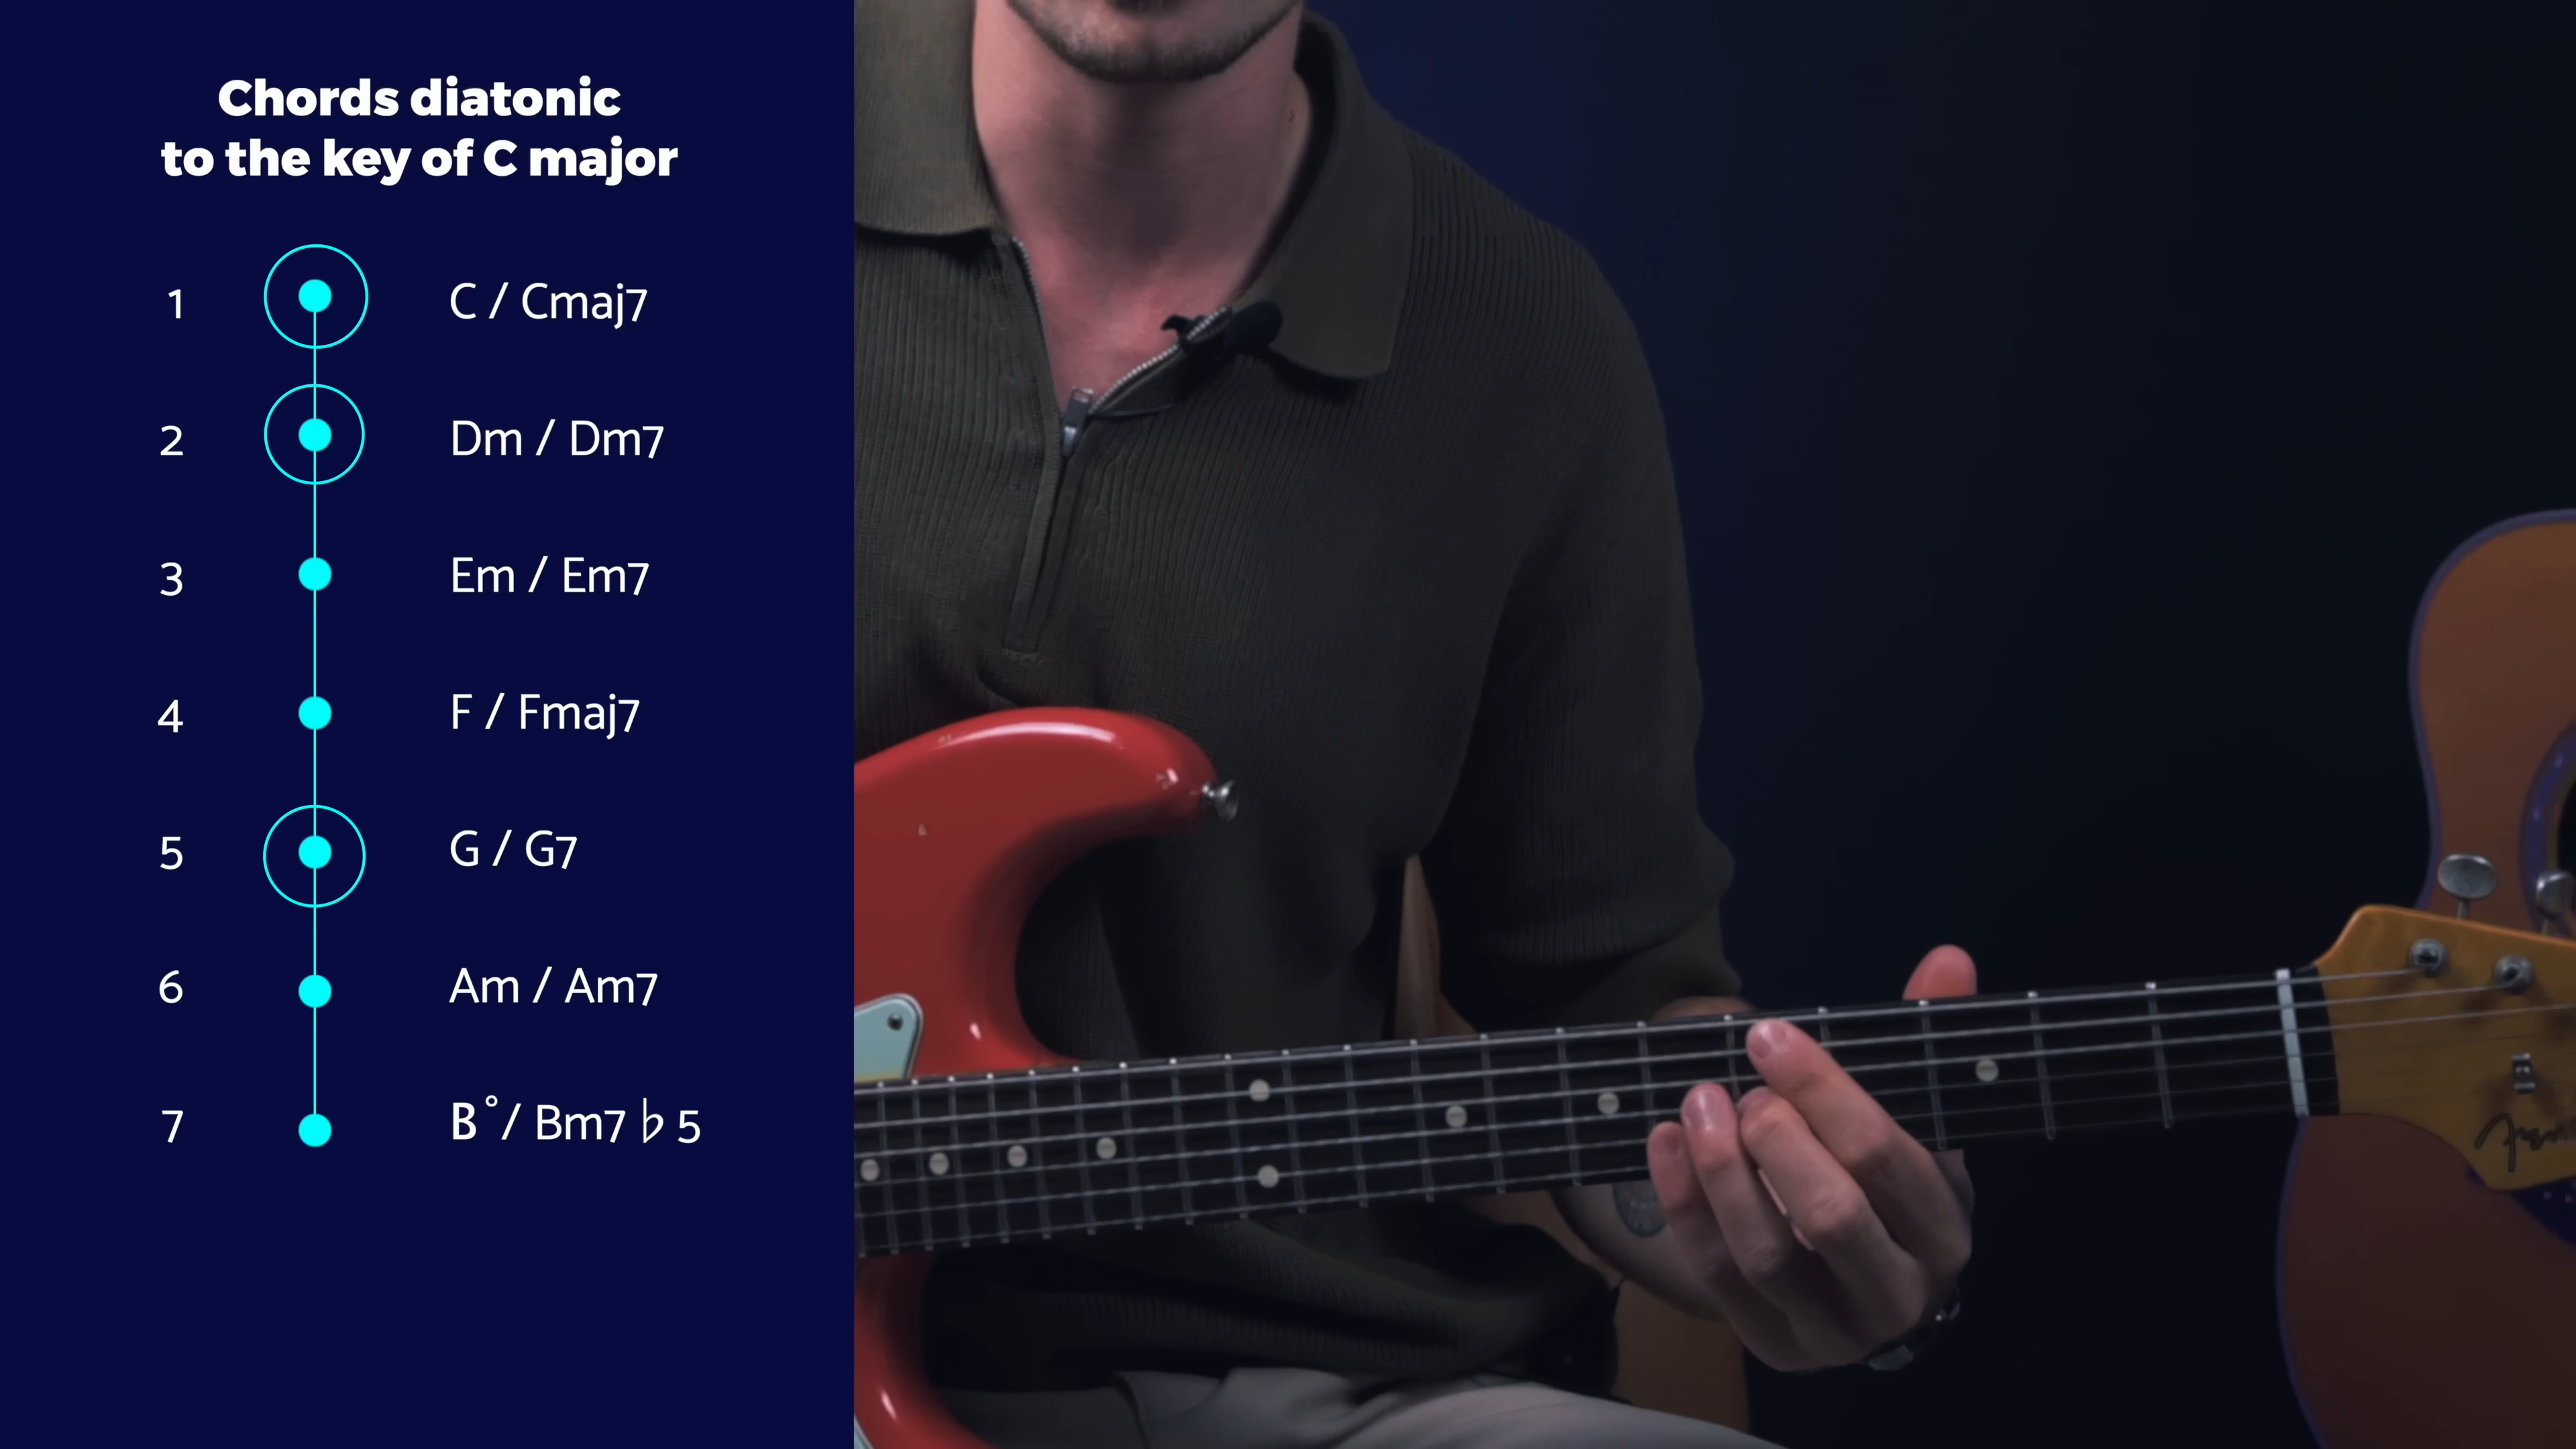 Chords diatonic
to the key of C major
1 C / Cmaj7
2 Dm / Dm7
3 Em / Em7
4 F / Fmaj7
5 G / G7
6 Am / Am7
7 B°/ Bm7♭5